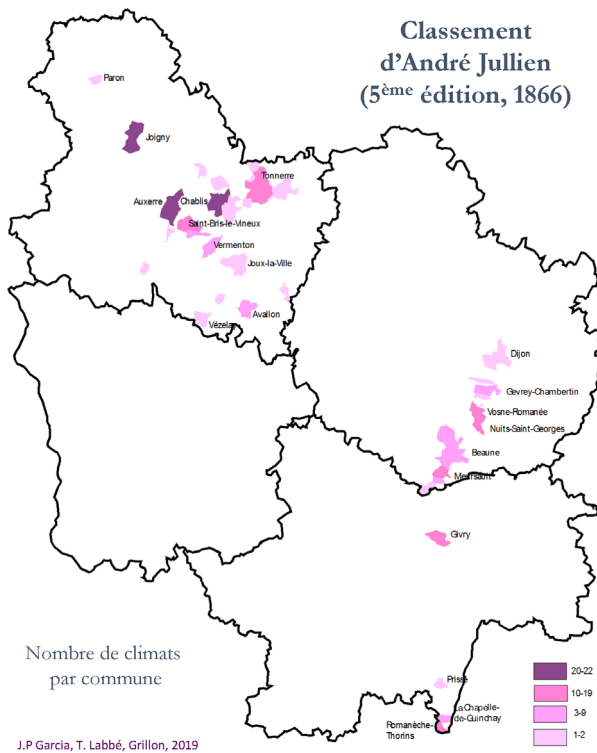 Classement
d'André Jullien
(5ème édition, 1866)
Paron
Joigny
Tonnerre
Auxerre
Chablis
Saint-Bris-le-Vineux
Vermenton
Joux-la-Ville
Avallon
Vézelay
Dijon
Gevrey-Chambertin
Vosne-Romanée
Nuits-Saint-Georges
Beaune
Meursault
Givry
Nombre de climats
par commune
Prissé
La Chapelle-
de-Guinchay
Romanèche-
Thorins
20-22
10-19
3-9
1-2
J.P Garcia, T. Labbé, Grillon, 2019